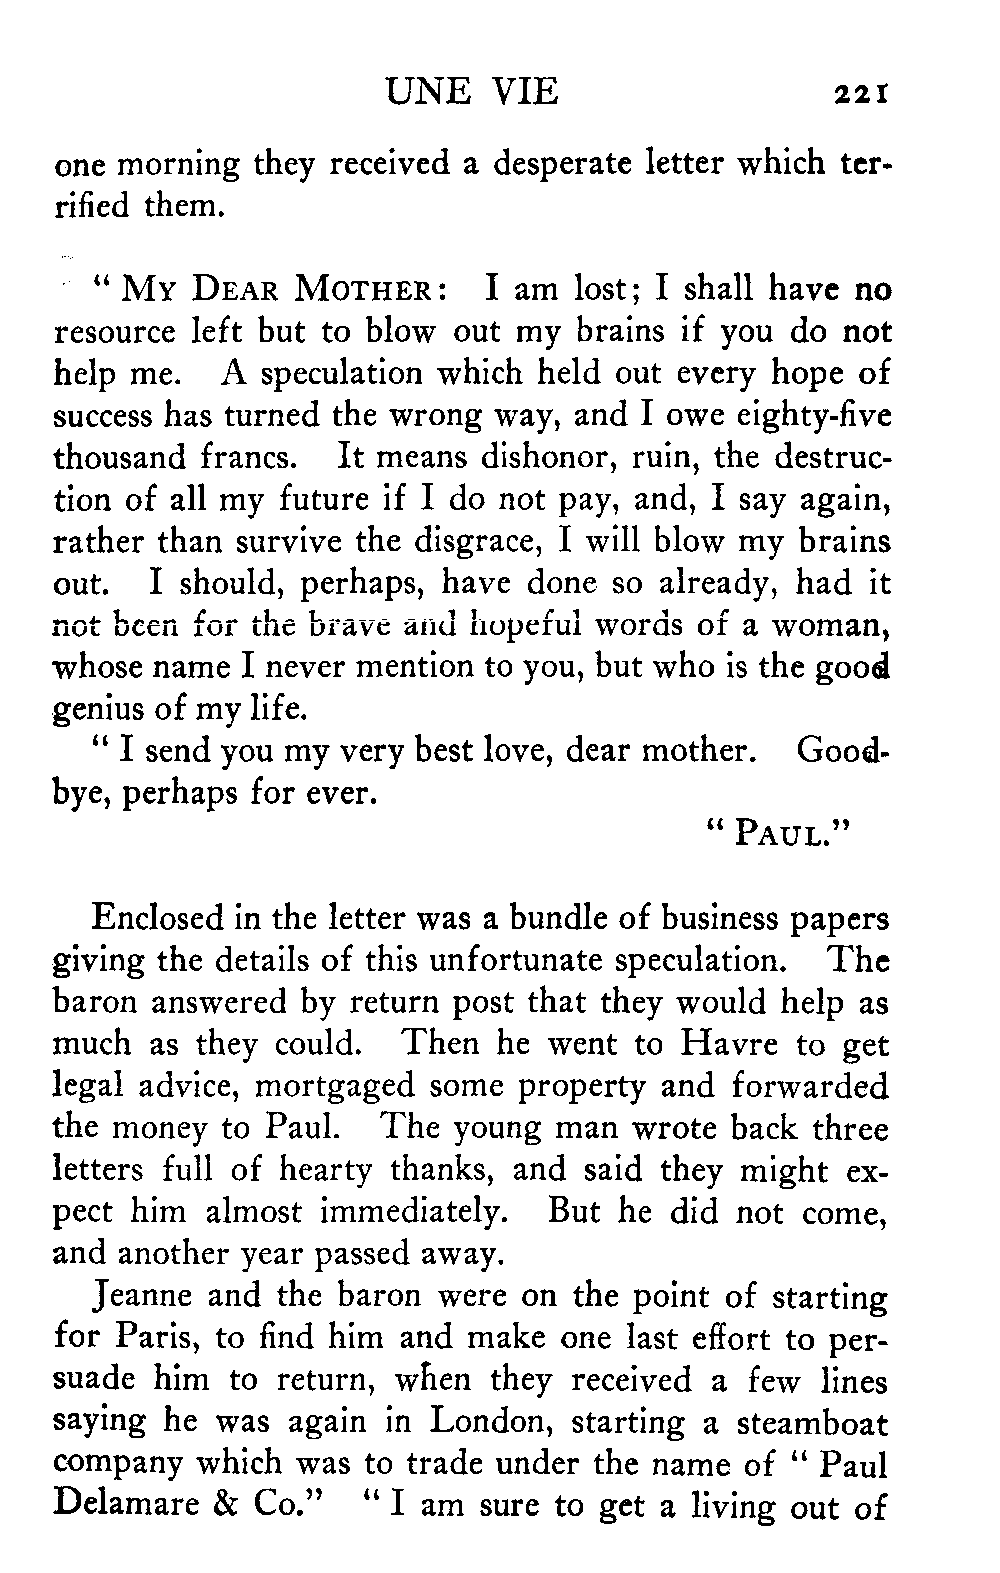 UNE VIE 221
one morning they received a desperate letter which ter-
rified them.
“ MY DEAR MOTHER: I am lost; I shall have no
resource left but to blow out my brains if you do not
help me. A speculation which held out every hope of
success has turned the wrong way, and I owe eighty-five
thousand francs. It means dishonor, ruin, the destruc-
tion of all my future if I do not pay, and, I say again,
rather than survive the disgrace, I will blow my brains
out. I should, perhaps, have done so already, had it
not been for the brave and hopeful words of a woman,
whose name I never mention to you, but who is the good
genius of my life.
“ I send you my very best love, dear mother. Good-
bye, perhaps for ever.
“ PAUL.”
Enclosed in the letter was a bundle of business papers
giving the details of this unfortunate speculation. The
baron answered by return post that they would help as
much as they could. Then he went to Havre to get
legal advice, mortgaged some property and forwarded
the money to Paul. The young man wrote back three
letters full of hearty thanks, and said they might ex-
pect him almost immediately. But he did not come,
and another year passed away.
Jeanne and the baron were on the point of starting
for Paris, to find him and make one last effort to per-
suade him to return, when they received a few lines
saying he was again in London, starting a steamboat
company which was to trade under the name of “ Paul
Delamare & Co.” “ I am sure to get a living out of